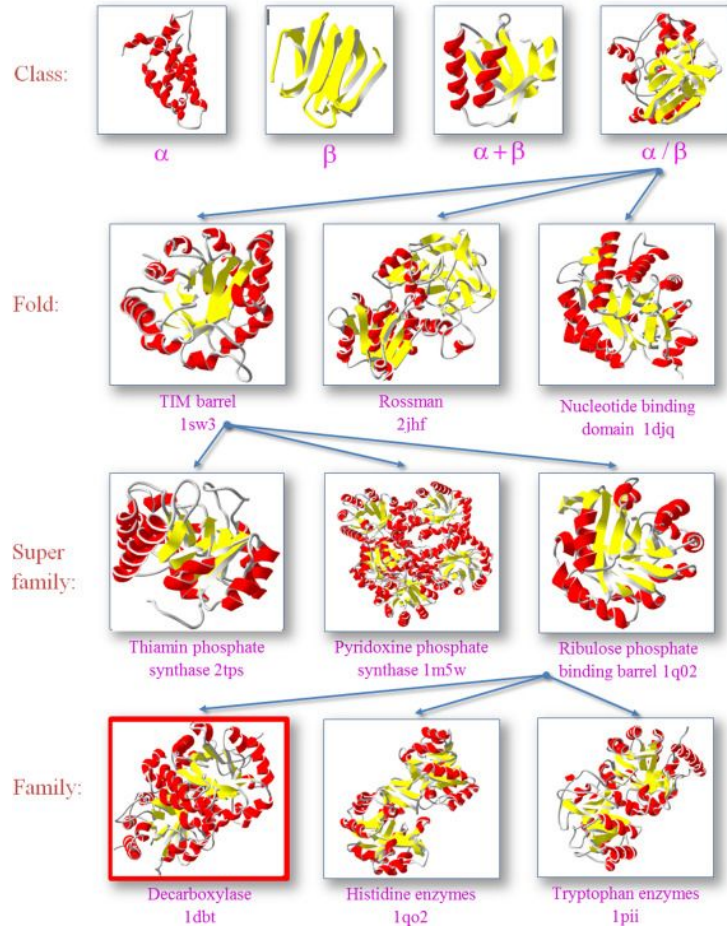 Class:
α
β
α + β
α / β
Fold:
TIM barrel
1sw3
Rossman
2jhf
Nucleotide binding
domain 1djq
Super
family:
Thiamin phosphate
synthase 2tps
Pyridoxine phosphate
synthase 1m5w
Ribulose phosphate
binding barrel 1q02
Family:
Decarboxylase
1dbt
Histidine enzymes
1qo2
Tryptophan enzymes
1pii